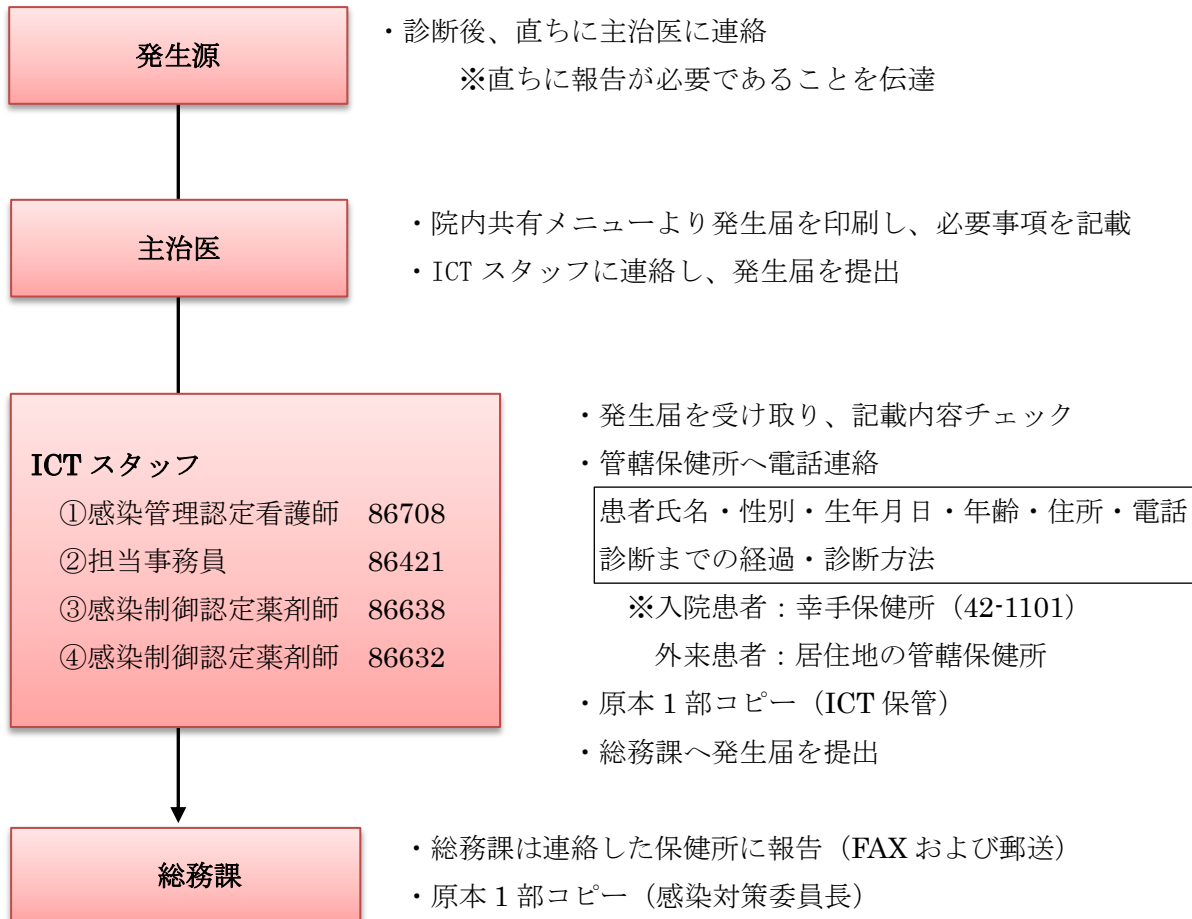 発生源
・診断後、直ちに主治医に連絡
※直ちに報告が必要であることを伝達
主治医
・院内共有メニューより発生届を印刷し、必要事項を記載
・ICT スタッフに連絡し、発生届を提出
ICT スタッフ
①感染管理認定看護師 86708
②担当事務員 86421
③感染制御認定薬剤師 86638
④感染制御認定薬剤師 86632
・発生届を受け取り、記載内容チェック
・管轄保健所へ電話連絡
患者氏名・性別・生年月日・年齢・住所・電話
診断までの経過・診断方法
※入院患者：幸手保健所（42-1101）
外来患者：居住地の管轄保健所
・原本 1 部コピー（ICT 保管）
・総務課へ発生届を提出
総務課
・総務課は連絡した保健所に報告（FAX および郵送）
・原本 1 部コピー（感染対策委員長）